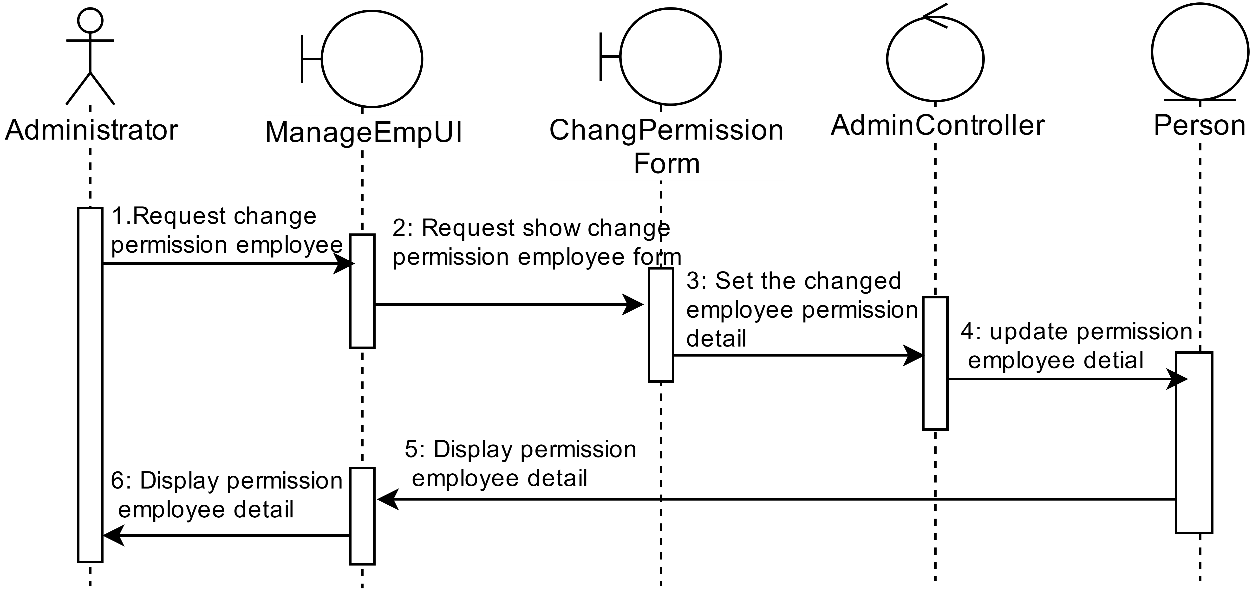 Administrator
ManageEmpUI
ChangPermission
Form
AdminController
Person
1.Request change
permission employee
2: Request show change
permission employee form
3: Set the changed
employee permission
detail
4: update permission
employee detial
5: Display permission
employee detail
6: Display permission
employee detail